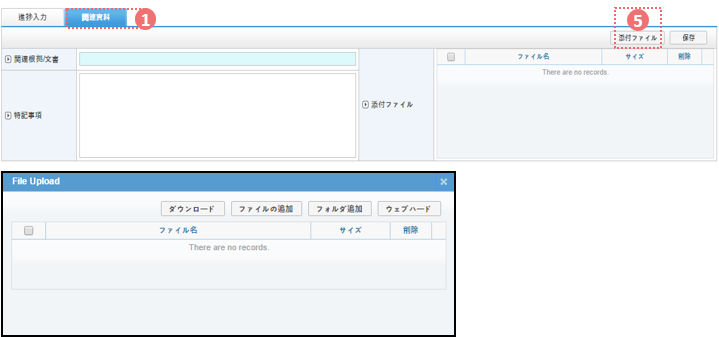 進捗入力 関連資料 1 5
添付ファイル 保存
関連根拠/文書
ファイル名 サイズ 削除
There are no records.
特記事項
添付ファイル
File Upload
ダウンロード ファイルの追加 フォルダ追加 ウェブハード
ファイル名 サイズ 削除
There are no records.